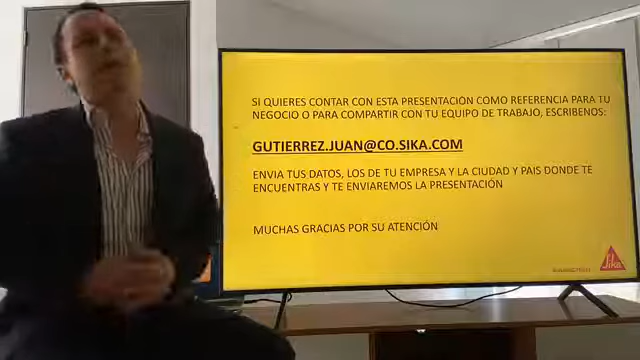 SI QUIERES CONTAR CON ESTA PRESENTACIÓN COMO REFERENCIA PARA TU
NEGOCIO O PARA COMPARTIR CON TU EQUIPO DE TRABAJO, ESCRIBENOS:
GUTIERREZ.JUAN@CO.SIKA.COM
ENVIA TUS DATOS, LOS DE TU EMPRESA Y LA CIUDAD Y PAIS DONDE TE
ENCUENTRAS Y TE ENVIAREMOS LA PRESENTACIÓN
MUCHAS GRACIAS POR SU ATENCIÓN
Sika